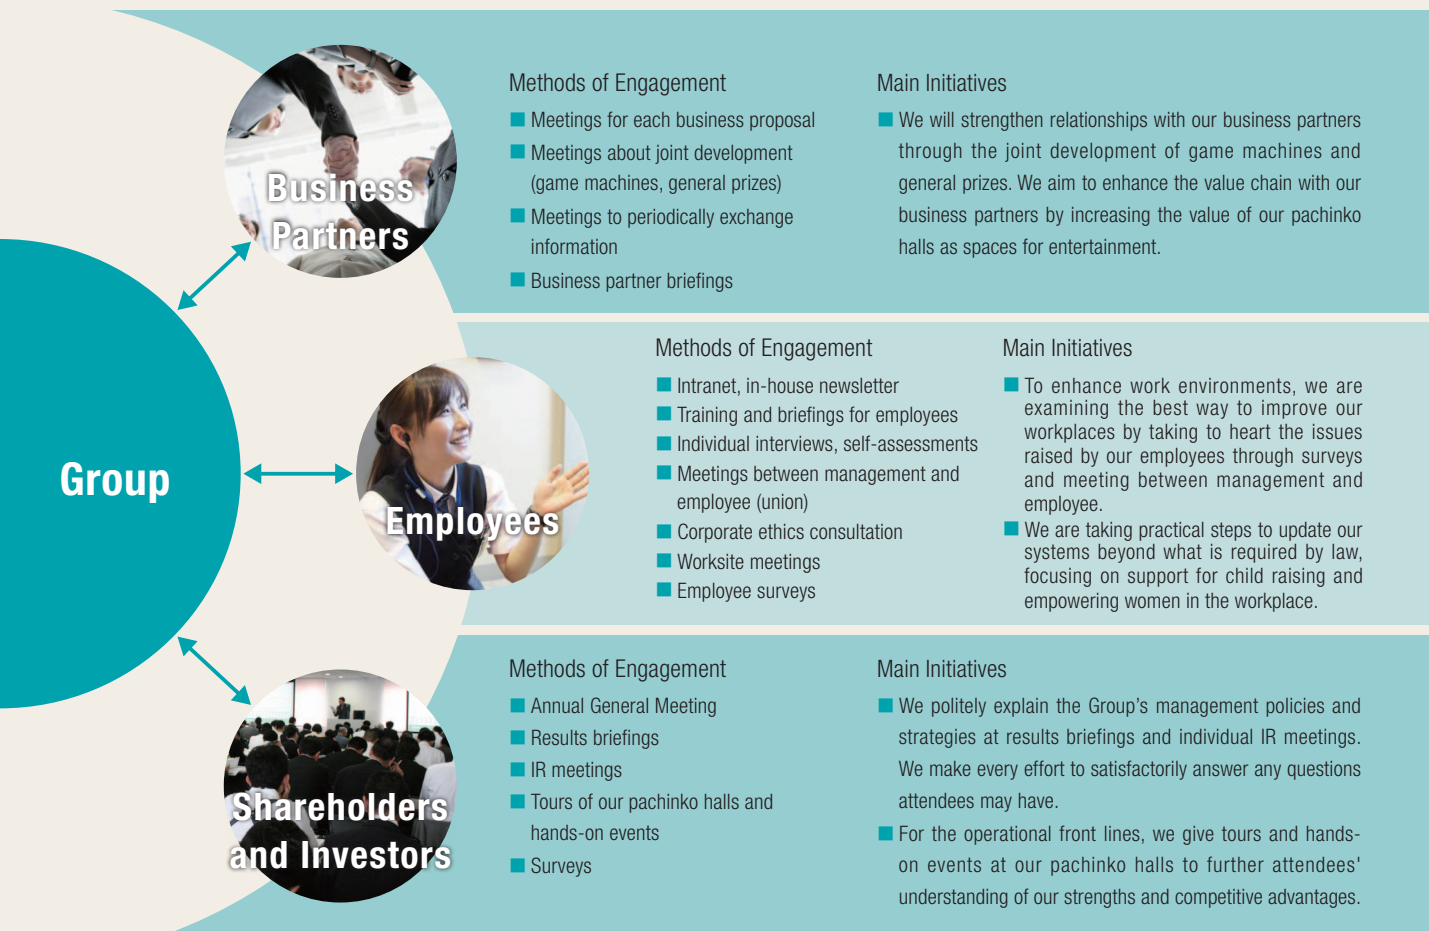 Business
Partners
Methods of Engagement
■ Meetings for each business proposal
■ Meetings about joint development
(game machines, general prizes)
■ Meetings to periodically exchange
information
■ Business partner briefings
Main Initiatives
■ We will strengthen relationships with our business partners
through the joint development of game machines and
general prizes. We aim to enhance the value chain with our
business partners by increasing the value of our pachinko
halls as spaces for entertainment.
Group
Employees
Methods of Engagement
■ Intranet, in-house newsletter
■ Training and briefings for employees
■ Individual interviews, self-assessments
■ Meetings between management and
employee (union)
■ Corporate ethics consultation
■ Worksite meetings
■ Employee surveys
Main Initiatives
■ To enhance work environments, we are
examining the best way to improve our
workplaces by taking to heart the issues
raised by our employees through surveys
and meeting between management and
employee.
■ We are taking practical steps to update our
systems beyond what is required by law,
focusing on support for child raising and
empowering women in the workplace.
Shareholders
and Investors
Methods of Engagement
■ Annual General Meeting
■ Results briefings
■ IR meetings
■ Tours of our pachinko halls and
hands-on events
■ Surveys
Main Initiatives
■ We politely explain the Group’s management policies and
strategies at results briefings and individual IR meetings.
We make every effort to satisfactorily answer any questions
attendees may have.
■ For the operational front lines, we give tours and hands-
on events at our pachinko halls to further attendees'
understanding of our strengths and competitive advantages.